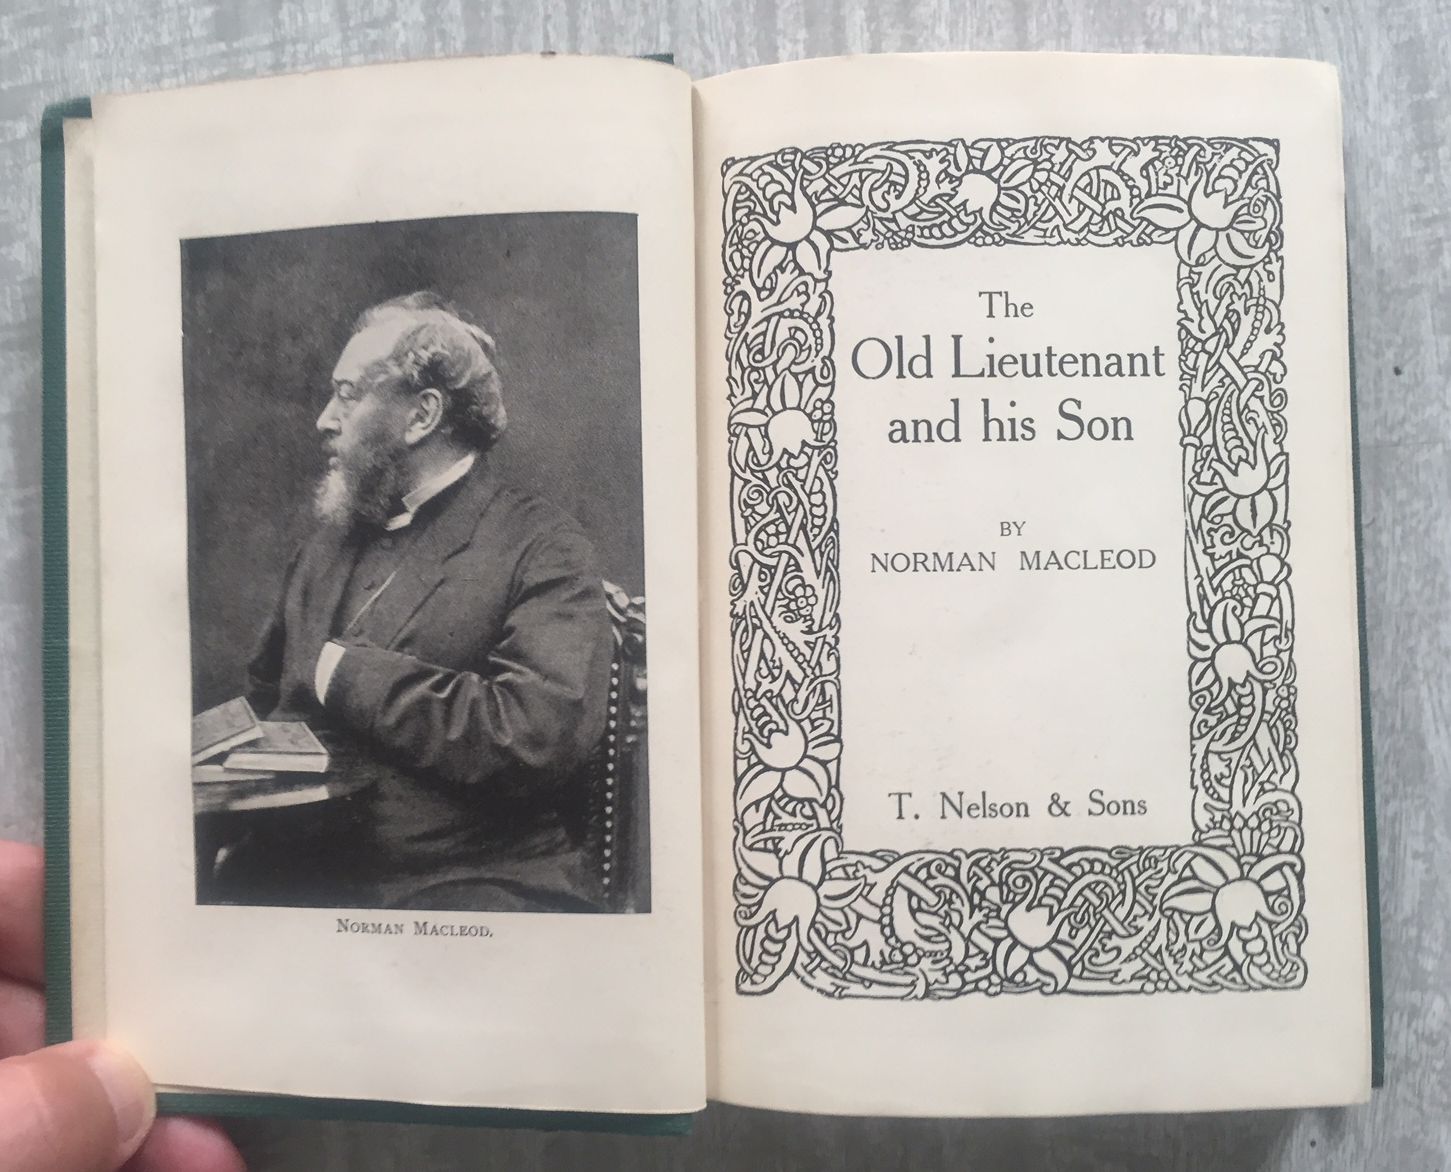 NORMAN MACLEOD.
The
Old Lieutenant
and his Son
BY
NORMAN MACLEOD
T. Nelson & Sons